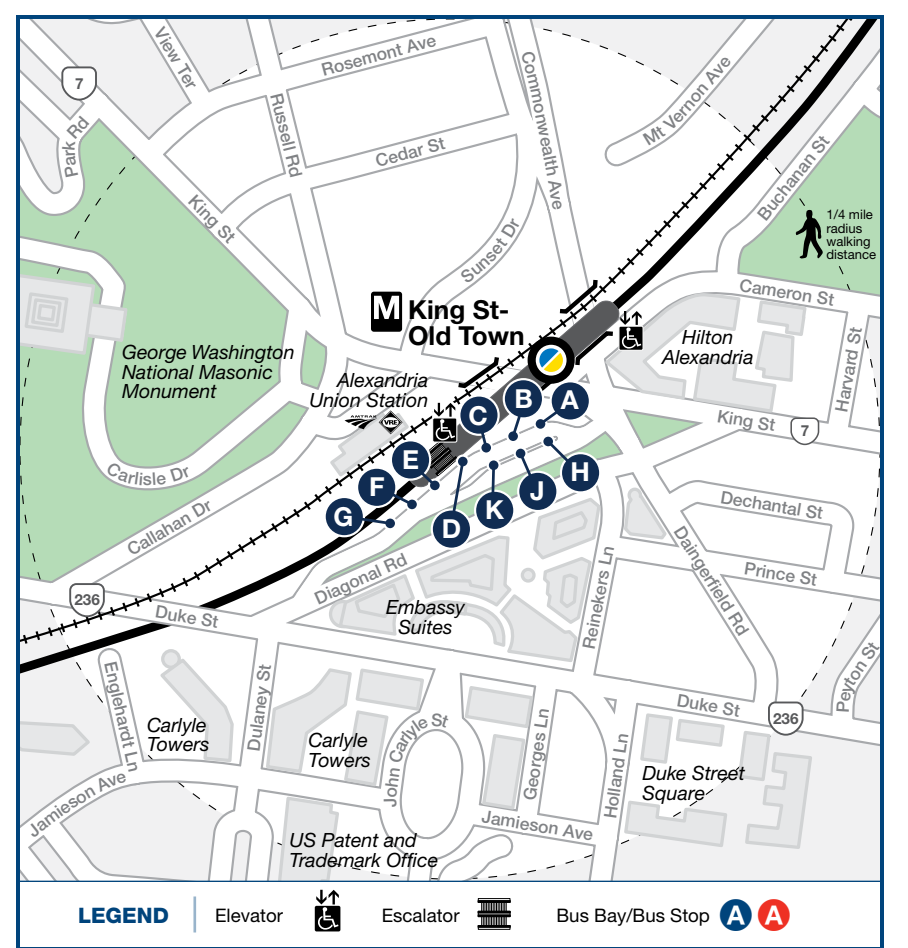 View Ter
Rosemont Ave
Commonwealth Ave
Mt Vernon Ave
7
Park Rd
Russell Rd
Cedar St
Buchanan St
King St
Sunset Dr
1/4 mile
radius
walking
distance
Cameron St
M King St-
Old Town
Hilton
Alexandria
Harvard St
George Washington
National Masonic
Monument
Alexandria
Union Station
AMTRAK
VRE
A
B
C
King St
7
E
F
G
D
K
J
H
Carlisle Dr
Callahan Dr
Dechantal St
Daingerfield Rd
Prince St
Diagonal Rd
Reinekers Ln
236
Duke St
Embassy
Suites
Peyton St
Englehardt Ln
Dulaney St
Carlyle
Towers
Carlyle
Towers
John Carlyle St
Georges Ln
Holland Ln
Duke St
236
Duke Street
Square
Jamieson Ave
Jamieson Ave
US Patent and
Trademark Office
LEGEND
Elevator
Escalator
Bus Bay/Bus Stop A A